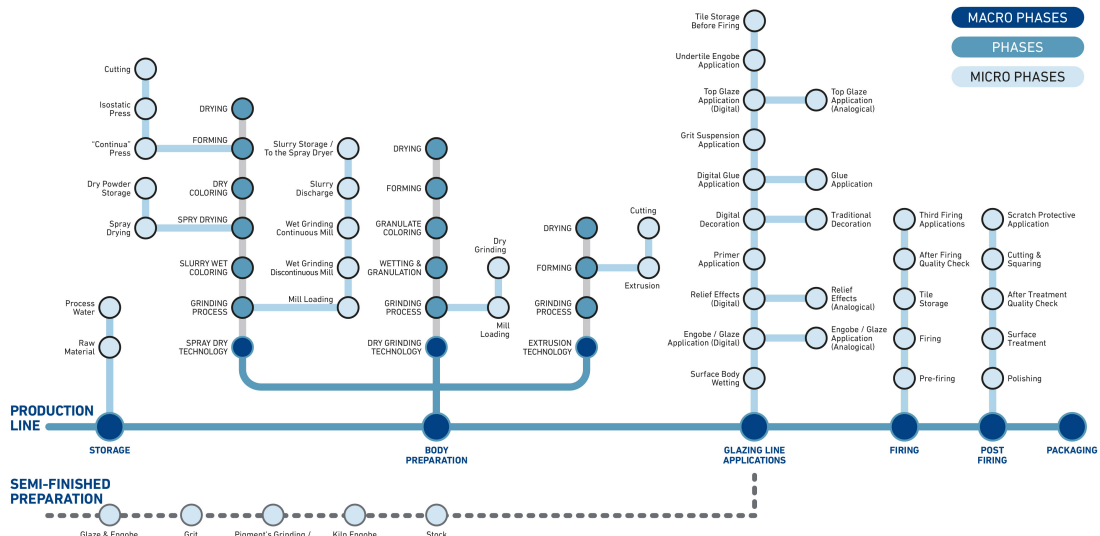 MACRO PHASES
PHASES
MICRO PHASES
Cutting
Isostatic
Press
"Continua"
Press
Dry Powder
Storage
Spray
Drying
Process
Water
Raw
Material
DRYING
FORMING
DRY
COLORING
SPRY DRYING
SLURRY WET
COLORING
GRINDING
PROCESS
SPRAY DRY
TECHNOLOGY
Slurry Storage /
To the Spray Dryer
Slurry
Discharge
Wet Grinding
Continuous Mill
Wet Grinding
Discontinuous Mill
Mill Loading
DRYING
FORMING
GRANULATE
COLORING
WETTING &
GRANULATION
GRINDING
PROCESS
DRY GRINDING
TECHNOLOGY
Dry
Grinding
Mill
Loading
DRYING
FORMING
GRINDING
PROCESS
EXTRUSION
TECHNOLOGY
Cutting
Extrusion
Tile Storage
Before Firing
Undertile Engobe
Application
Top Glaze
Application
(Digital)
Top Glaze
Application
(Analogical)
Grit Suspension
Application
Digital Glue
Application
Glue
Application
Digital
Decoration
Traditional
Decoration
Primer
Application
Relief Effects
(Digital)
Relief
Effects
(Analogical)
Engobe / Glaze
Application (Digital)
Engobe / Glaze
Application
(Analogical)
Surface Body
Wetting
Third Firing
Applications
After Firing
Quality Check
Tile
Storage
Firing
Pre-firing
Scratch Protective
Application
Cutting &
Squaring
After Treatment
Quality Check
Surface
Treatment
Polishing
PRODUCTION
LINE
STORAGE
BODY
PREPARATION
GLAZING LINE
APPLICATIONS
FIRING
POST
FIRING
PACKAGING
SEMI-FINISHED
PREPARATION
Glaze & Engobe
Grit
Pigment's Grinding /
Kiln Engobe
Stock